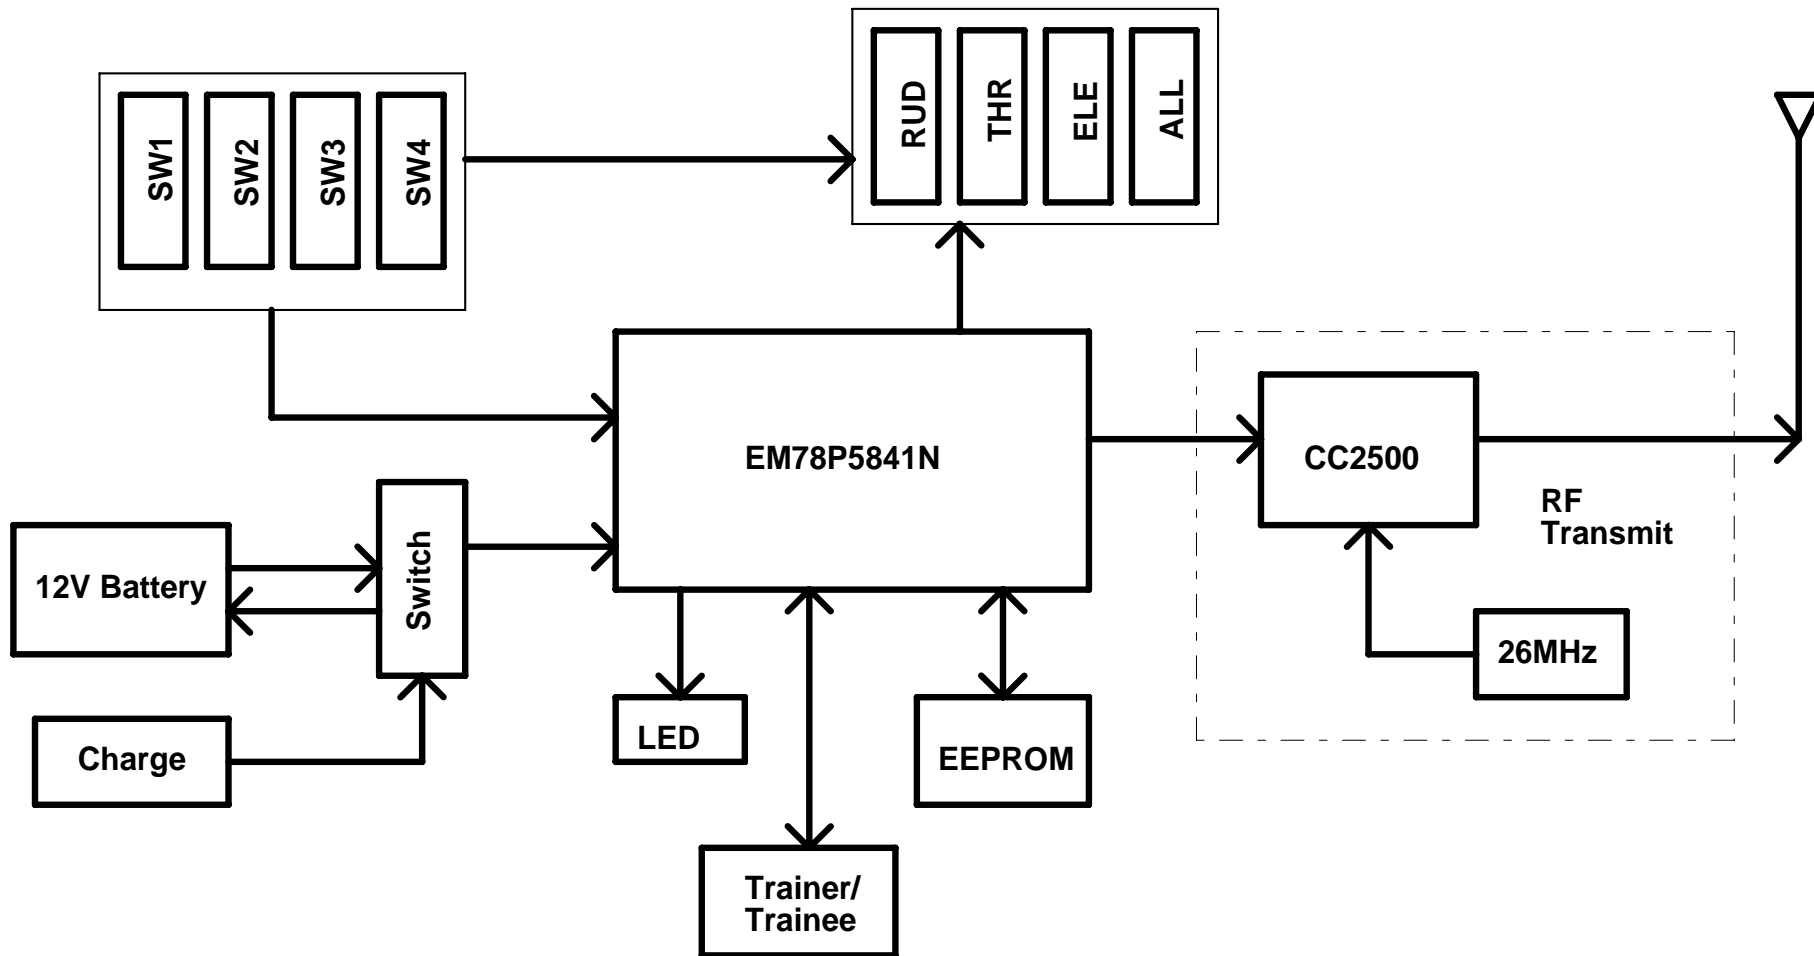 RUD
THR
ELE
ALL
SW1
SW2
SW3
SW4
EM78P5841N
CC2500
RF
Transmit
12V Battery
Switch
26MHz
Charge
LED
EEPROM
Trainer/
Trainee